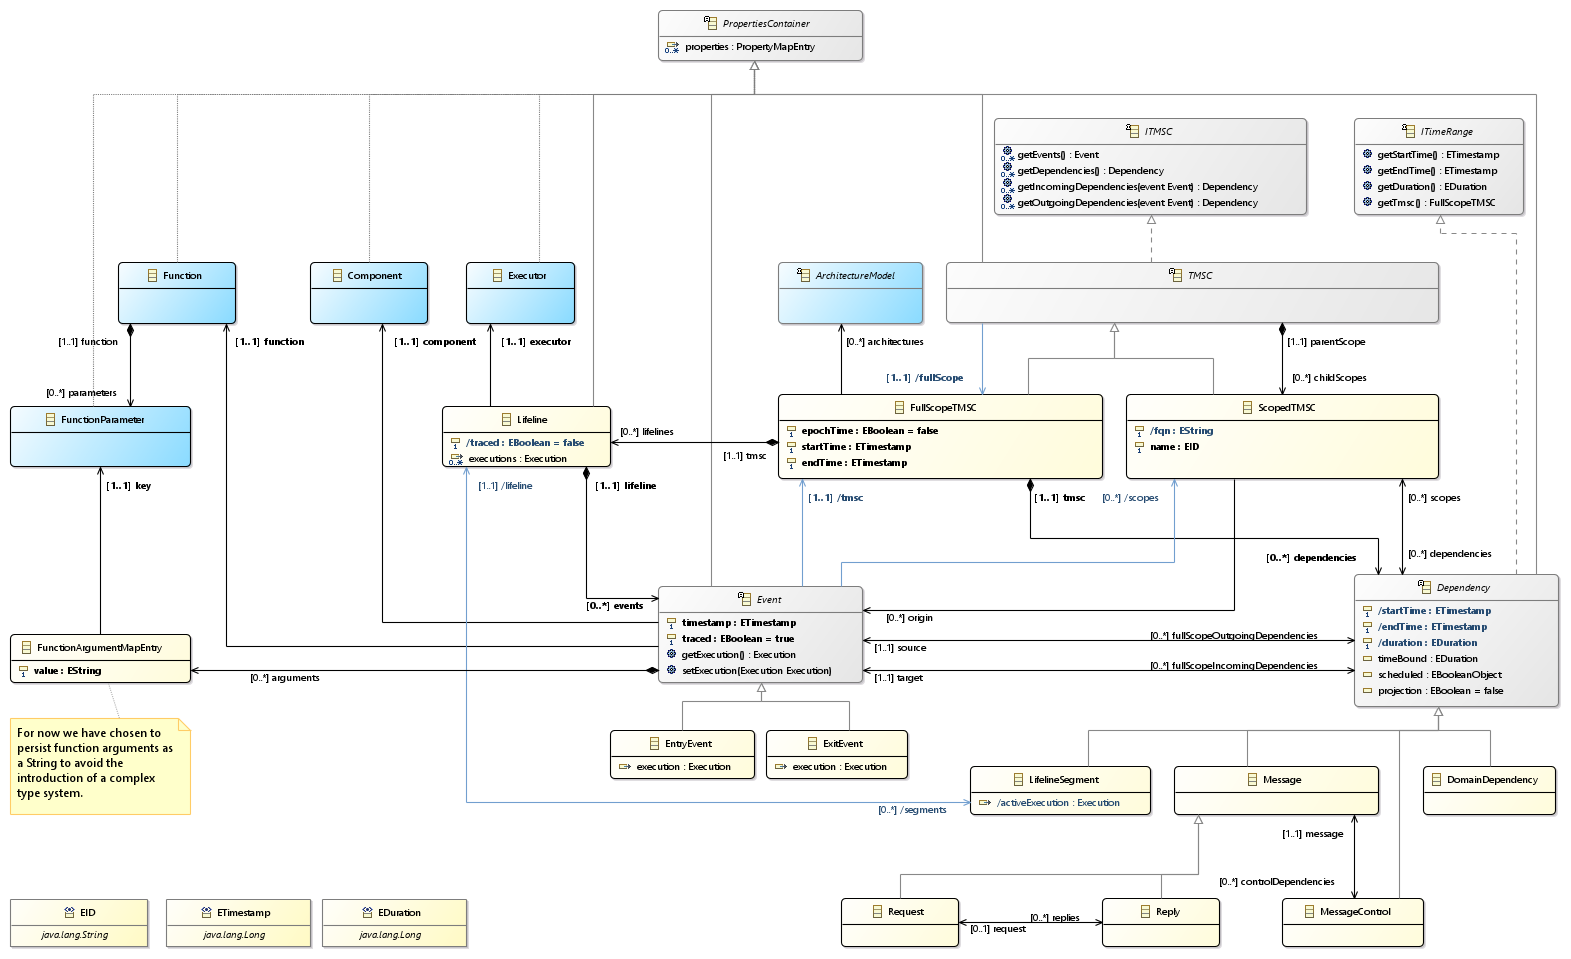 PropertiesContainer
0..*
properties : PropertyMapEntry
ITMSC
0..* getEvents() : Event
0..* getDependencies() : Dependency
0..* getIncomingDependencies(event Event) : Dependency
0..* getOutgoingDependencies(event Event) : Dependency
ITimeRange
getStartTime() : ETimestamp
getEndTime() : ETimestamp
getDuration() : EDuration
getTmsc() : FullScopeTMSC
Function
Component
Executor
ArchitectureModel
TMSC
[1..1] function
[1..1] function
[1..1] component
[1..1] executor
[0..*] architectures
[1..1] parentScope
[1..1] /fullScope
[0..*] childScopes
[0..*] parameters
FunctionParameter
Lifeline
1 /traced : EBoolean = false
0..* executions : Execution
[0..*] lifelines
[1..1] tmsc
FullScopeTMSC
1 epochTime : EBoolean = false
1 startTime : ETimestamp
1 endTime : ETimestamp
ScopedTMSC
1 /fqn : EString
1 name : EID
[1..1] key
[1..1] /lifeline
[1..1] lifeline
[1..1] /tmsc
[1..1] tmsc
[0..*] /scopes
[0..*] scopes
[0..*] dependencies
[0..*] dependencies
[0..*] events
Event
1 timestamp : ETimestamp
1 traced : EBoolean = true
getExecution() : Execution
setExecution(Execution Execution)
[0..*] origin
[0..*] fullScopeOutgoingDependencies
[1..1] source
[0..*] fullScopeIncomingDependencies
[1..1] target
Dependency
1 /startTime : ETimestamp
1 /endTime : ETimestamp
1 /duration : EDuration
timeBound : EDuration
scheduled : EBooleanObject
projection : EBoolean = false
FunctionArgumentMapEntry
1 value : EString
[0..*] arguments
For now we have chosen to
persist function arguments as
a String to avoid the
introduction of a complex
type system.
EntryEvent
execution : Execution
ExitEvent
execution : Execution
LifelineSegment
/activeExecution : Execution
[0..*] /segments
Message
DomainDependency
[1..1] message
[0..*] controlDependencies
Request
[0..*] replies
[0..1] request
Reply
MessageControl
EID
java.lang.String
ETimestamp
java.lang.Long
EDuration
java.lang.Long